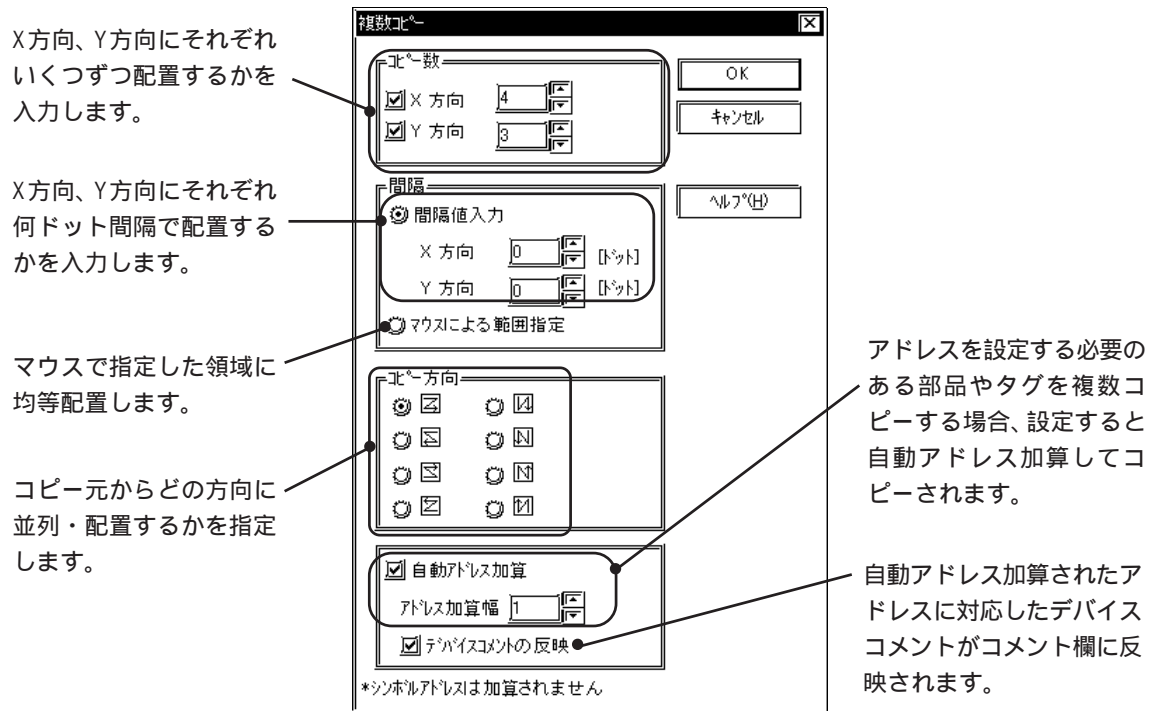 X方向、Y方向にそれぞれ
いくつずつ配置するかを
入力します。
X方向、Y方向にそれぞれ
何ドット間隔で配置する
かを入力します。
マウスで指定した領域に
均等配置します。
コピー元からどの方向に
並列・配置するかを指定
します。
複数ｺﾋﾟｰ
ｺﾋﾟｰ数
X 方向 4
Y 方向 3
OK
ｷｬﾝｾﾙ
ﾍﾙﾌﾟ(H)
間隔
間隔値入力
X 方向 0 [ﾄﾞｯﾄ]
Y 方向 0 [ﾄﾞｯﾄ]
ﾏｳｽによる範囲指定
ｺﾋﾟｰ方向
自動ｱﾄﾞﾚｽ加算
ｱﾄﾞﾚｽ加算幅 1
ﾃﾞﾊﾞｲｽｺﾒﾝﾄの反映
*ｼﾝﾎﾞﾙｱﾄﾞﾚｽは加算されません
アドレスを設定する必要の
ある部品やタグを複数コ
ピーする場合、設定すると
自動アドレス加算してコ
ピーされます。
自動アドレス加算されたア
ドレスに対応したデバイス
コメントがコメント欄に反
映されます。